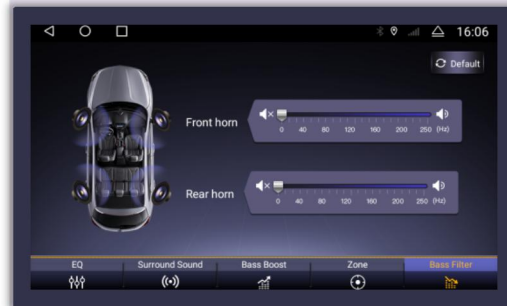 16:06
Default
Front horn
0 40 80 120 160 200 250 (Hz)
Rear horn
0 40 80 120 160 200 250 (Hz)
EQ Surround Sound Bass Boost Zone Bass Filter